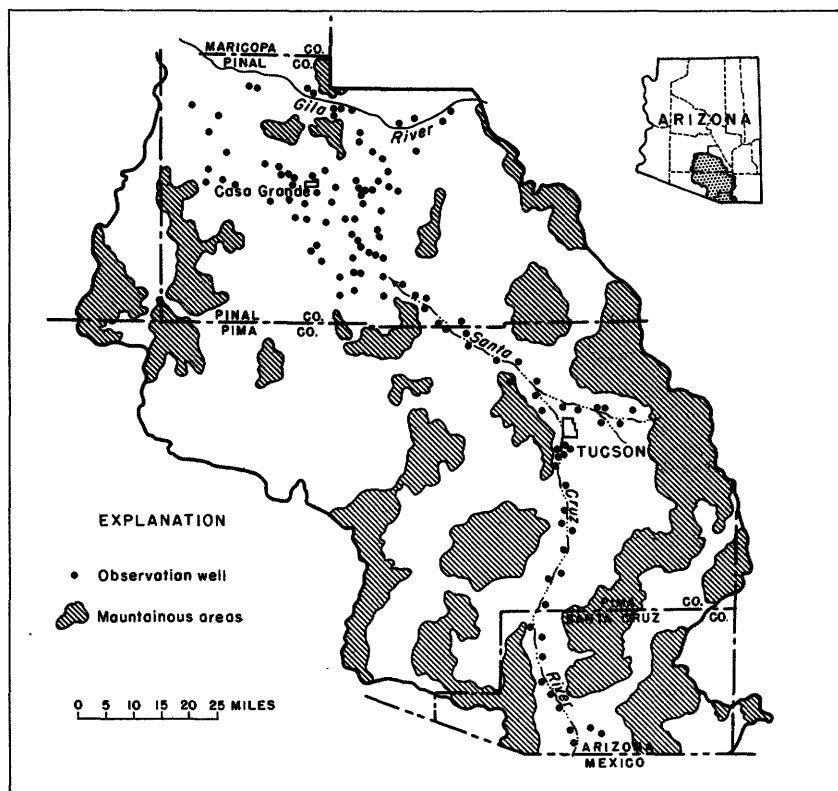 MARICOPA CO.
PINAL CO.
Gila
River
ARIZONA
Casa Grande
PINAL CO.
PIMA CO.
Santa
TUCSON
Cruz
EXPLANATION
Observation well
Mauntainous areas
PIMA CO.
SANTA CRUZ CO.
River
0 5 10 15 20 25 MILES
ARIZONA
MEXICO